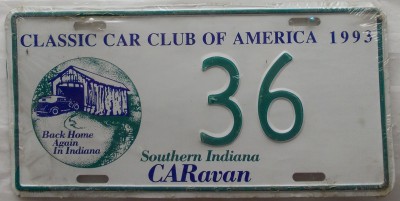 CLASSIC CAR CLUB OF AMERICA 1993
36
Back Home
Again
In Indiana
Southern Indiana
CARavan